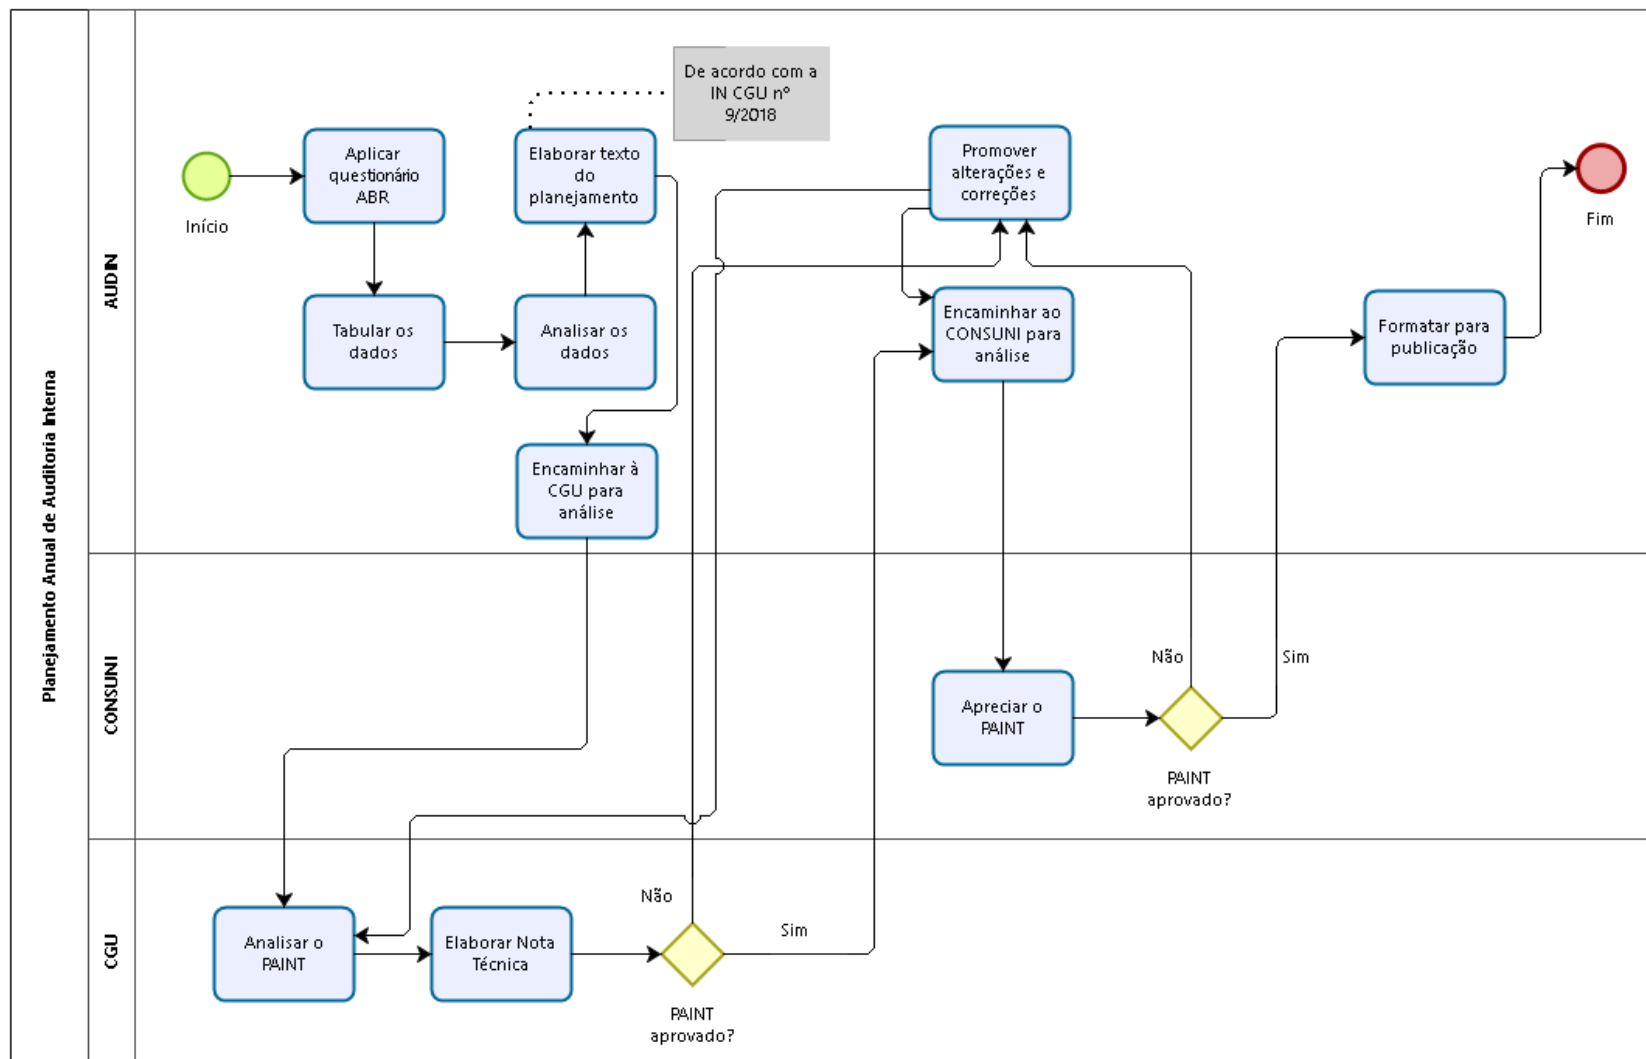 Planejamento Anual de Auditoria Interna
AUDIN
Início
Aplicar
questionário
ABR
Tabular os
dados
Analisar os
dados
Elaborar texto
do
planejamento
De acordo com a
IN CGU nº
9/2018
Encaminhar à
CGU para
análise
Promover
alterações e
correções
Encaminhar ao
CONSUNI para
análise
Formatar para
publicação
Fim
CONSUNI
Apreciar o
PAINT
Não
Sim
PAINT
aprovado?
CGU
Analisar o
PAINT
Elaborar Nota
Técnica
Não
Sim
PAINT
aprovado?